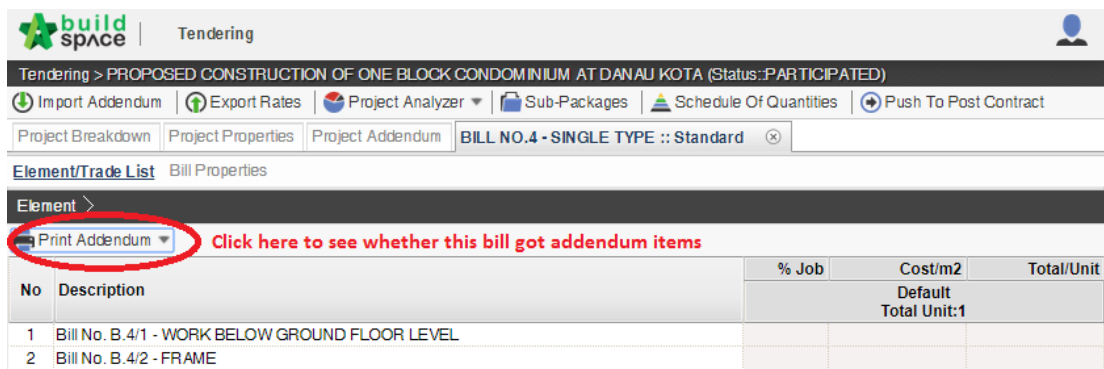 build space
Tendering
Tendering > PROPOSED CONSTRUCTION OF ONE BLOCK CONDOMINIUM AT DANAU KOTA (Status::PARTICIPATED)
Import Addendum Export Rates Project Analyzer Sub-Packages Schedule Of Quantities Push To Post Contract
Project Breakdown Project Properties Project Addendum BILL NO.4 - SINGLE TYPE :: Standard
Element/Trade List Bill Properties
Element >
Print Addendum Click here to see whether this bill got addendum items
No Description % Job Cost/m2 Total/Unit
Default
Total Unit:1
1 Bill No. B.4/1 - WORK BELOW GROUND FLOOR LEVEL
2 Bill No. B.4/2 - FRAME